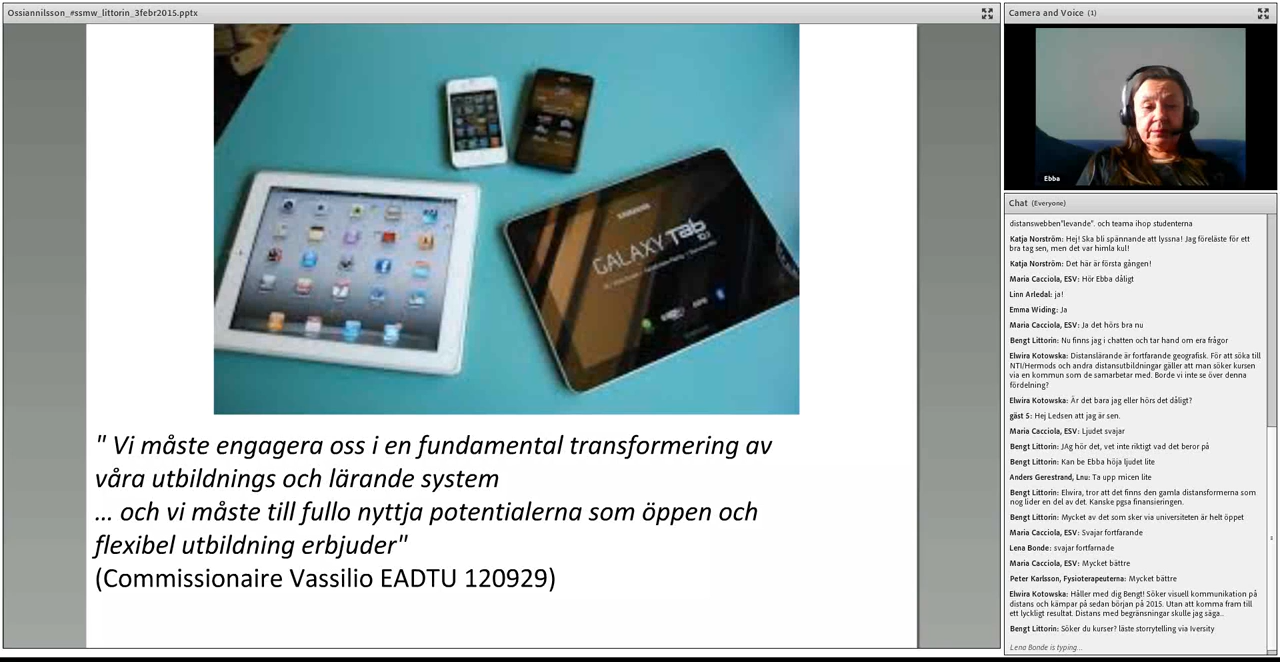 Ossiannilsson_#ssmw_littorin_3febr2015.pptx
SAMSUNG
GALAXY Tab
10.1
" Vi måste engagera oss i en fundamental transformering av
våra utbildnings och lärande system
... och vi måste till fullo nyttja potentialerna som öppen och
flexibel utbildning erbjuder"
(Commissionaire Vassilio EADTU 120929)
Camera and Voice (1)
Ebba
Chat (Everyone)
distanswebben"levande". och teama ihop studenterna
Katja Norström: Hej! Ska bli spännande att lyssna! Jag föreläste för ett
bra tag sen, men det var himla kul!
Katja Norström: Det här är första gången!
Maria Cacciola, ESV: Hör Ebba dåligt
Linn Arledal: ja!
Emma Widing: Ja
Maria Cacciola, ESV: Ja det hörs bra nu
Bengt Littorin: Nu finns jag i chatten och tar hand om era frågor
Elwira Kotowska: Distanslärande är fortfarande geografisk. För att söka till
NTI/Hermods och andra distansutbildningar gäller att man söker kursen
via en kommun som de samarbetar med. Borde vi inte se över denna
fördelning?
Elwira Kotowska: Är det bara jag eller hörs det dåligt?
gäst 5: Hej Ledsen att jag är sen.
Maria Cacciola, ESV: Ljudet svajar
Bengt Littorin: JAg hör det, vet inte riktigt vad det beror på
Bengt Littorin: Kan be Ebba höja ljudet lite
Anders Gerestrand, Lnu: Ta upp micen lite
Bengt Littorin: Elwira, tror att det finns den gamla distansformerna som
nog lider en del av det. Kanske pgsa finansieringen.
Bengt Littorin: Mycket av det som sker via universiteten är helt öppet
Maria Cacciola, ESV: Svajar fortfarande
Lena Bonde: svajar fortfarnade
Maria Cacciola, ESV: Mycket bättre
Peter Karlsson, Fysioterapeuterna: Mycket bättre
Elwira Kotowska: Håller med dig Bengt! Söker visuell kommunikation på
distans och kämpar på sedan början på 2015. Utan att komma fram till
ett lyckligt resultat. Distans med begränsningar skulle jag säga..
Bengt Littorin: Söker du kurser? läste storrytelling via Iversity
Lena Bonde is typing...